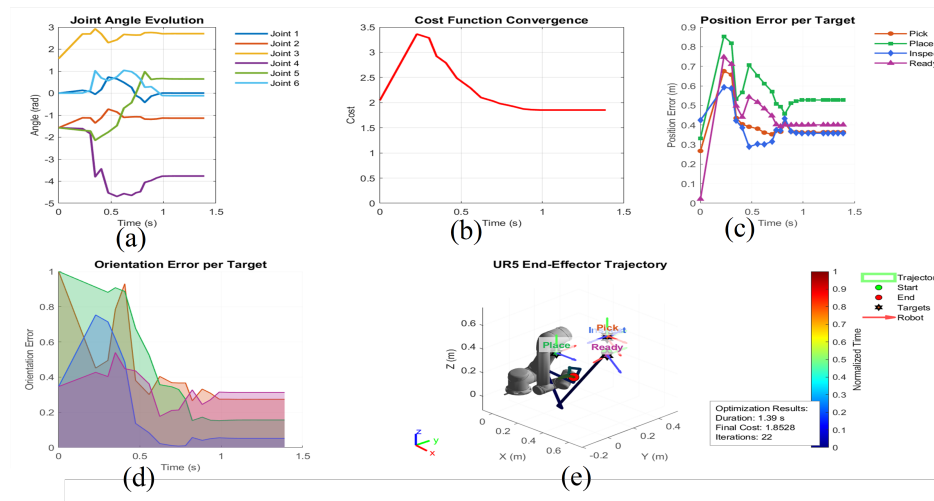 Joint Angle Evolution
3
2
1
0
-1
-2
-3
-4
-5
Angle (rad)
0
0.5
1
1.5
Time (s)
Joint 1
Joint 2
Joint 3
Joint 4
Joint 5
Joint 6
(a)
Cost Function Convergence
3.5
3
2.5
2
1.5
1
0.5
0
Cost
0
0.5
1
1.5
Time (s)
(b)
Position Error per Target
0.9
0.8
0.7
0.6
0.5
0.4
0.3
0.2
0.1
0
Position Error (m)
0
0.5
1
1.5
Time (s)
Pick
Place
Inspe
Ready
(c)
Orientation Error per Target
1
0.8
0.6
0.4
0.2
0
Orientation Error
0
0.5
1
1.5
Time (s)
(d)
UR5 End-Effector Trajectory
0.6
0.4
0.2
0
Z (m)
0
0.2
0.4
0.6
X (m)
-0.2
0
0.2
0.4
Y (m)
Pick
Place
Ready
z
y
x
1
0.9
0.8
0.7
0.6
0.5
0.4
0.3
0.2
0.1
0
Normalized Time
Trajector
Start
End
Targets
Robot
Optimization Results:
Duration: 1.39 s
Final Cost: 1.8528
Iterations: 22
(e)